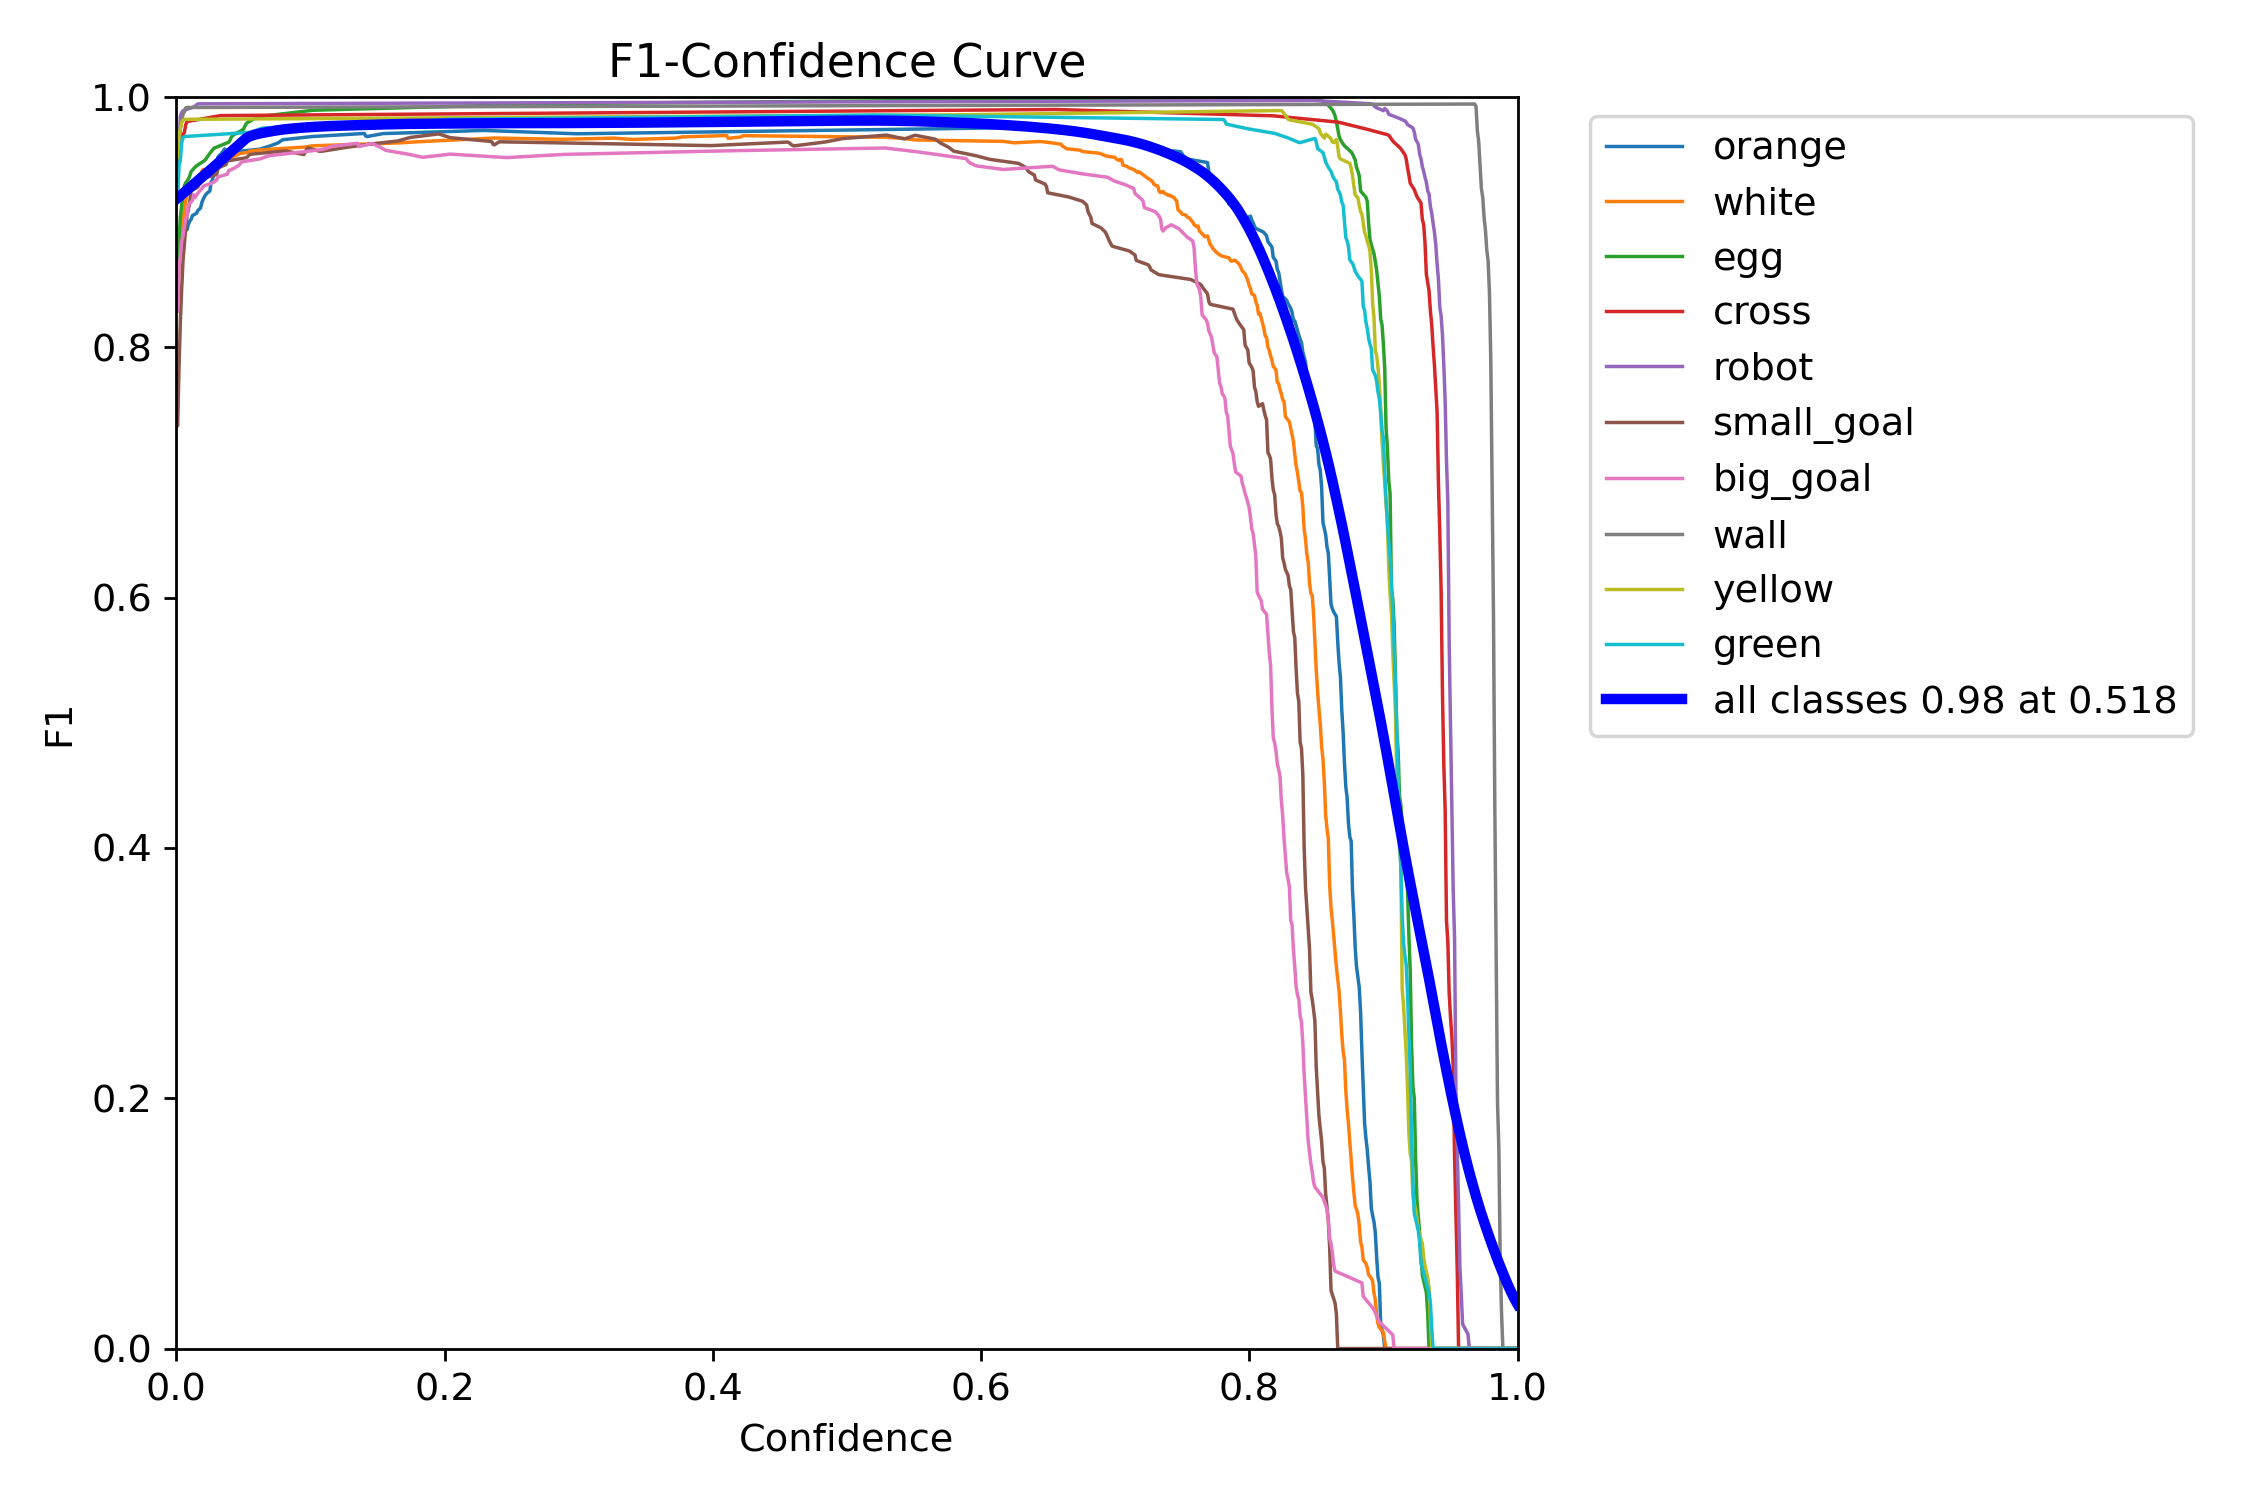 F1-Confidence Curve
1.0
0.8
0.6
0.4
0.2
0.0
F1
0.0 0.2 0.4 0.6 0.8 1.0
Confidence
orange
white
egg
cross
robot
small_goal
big_goal
wall
yellow
green
all classes 0.98 at 0.518